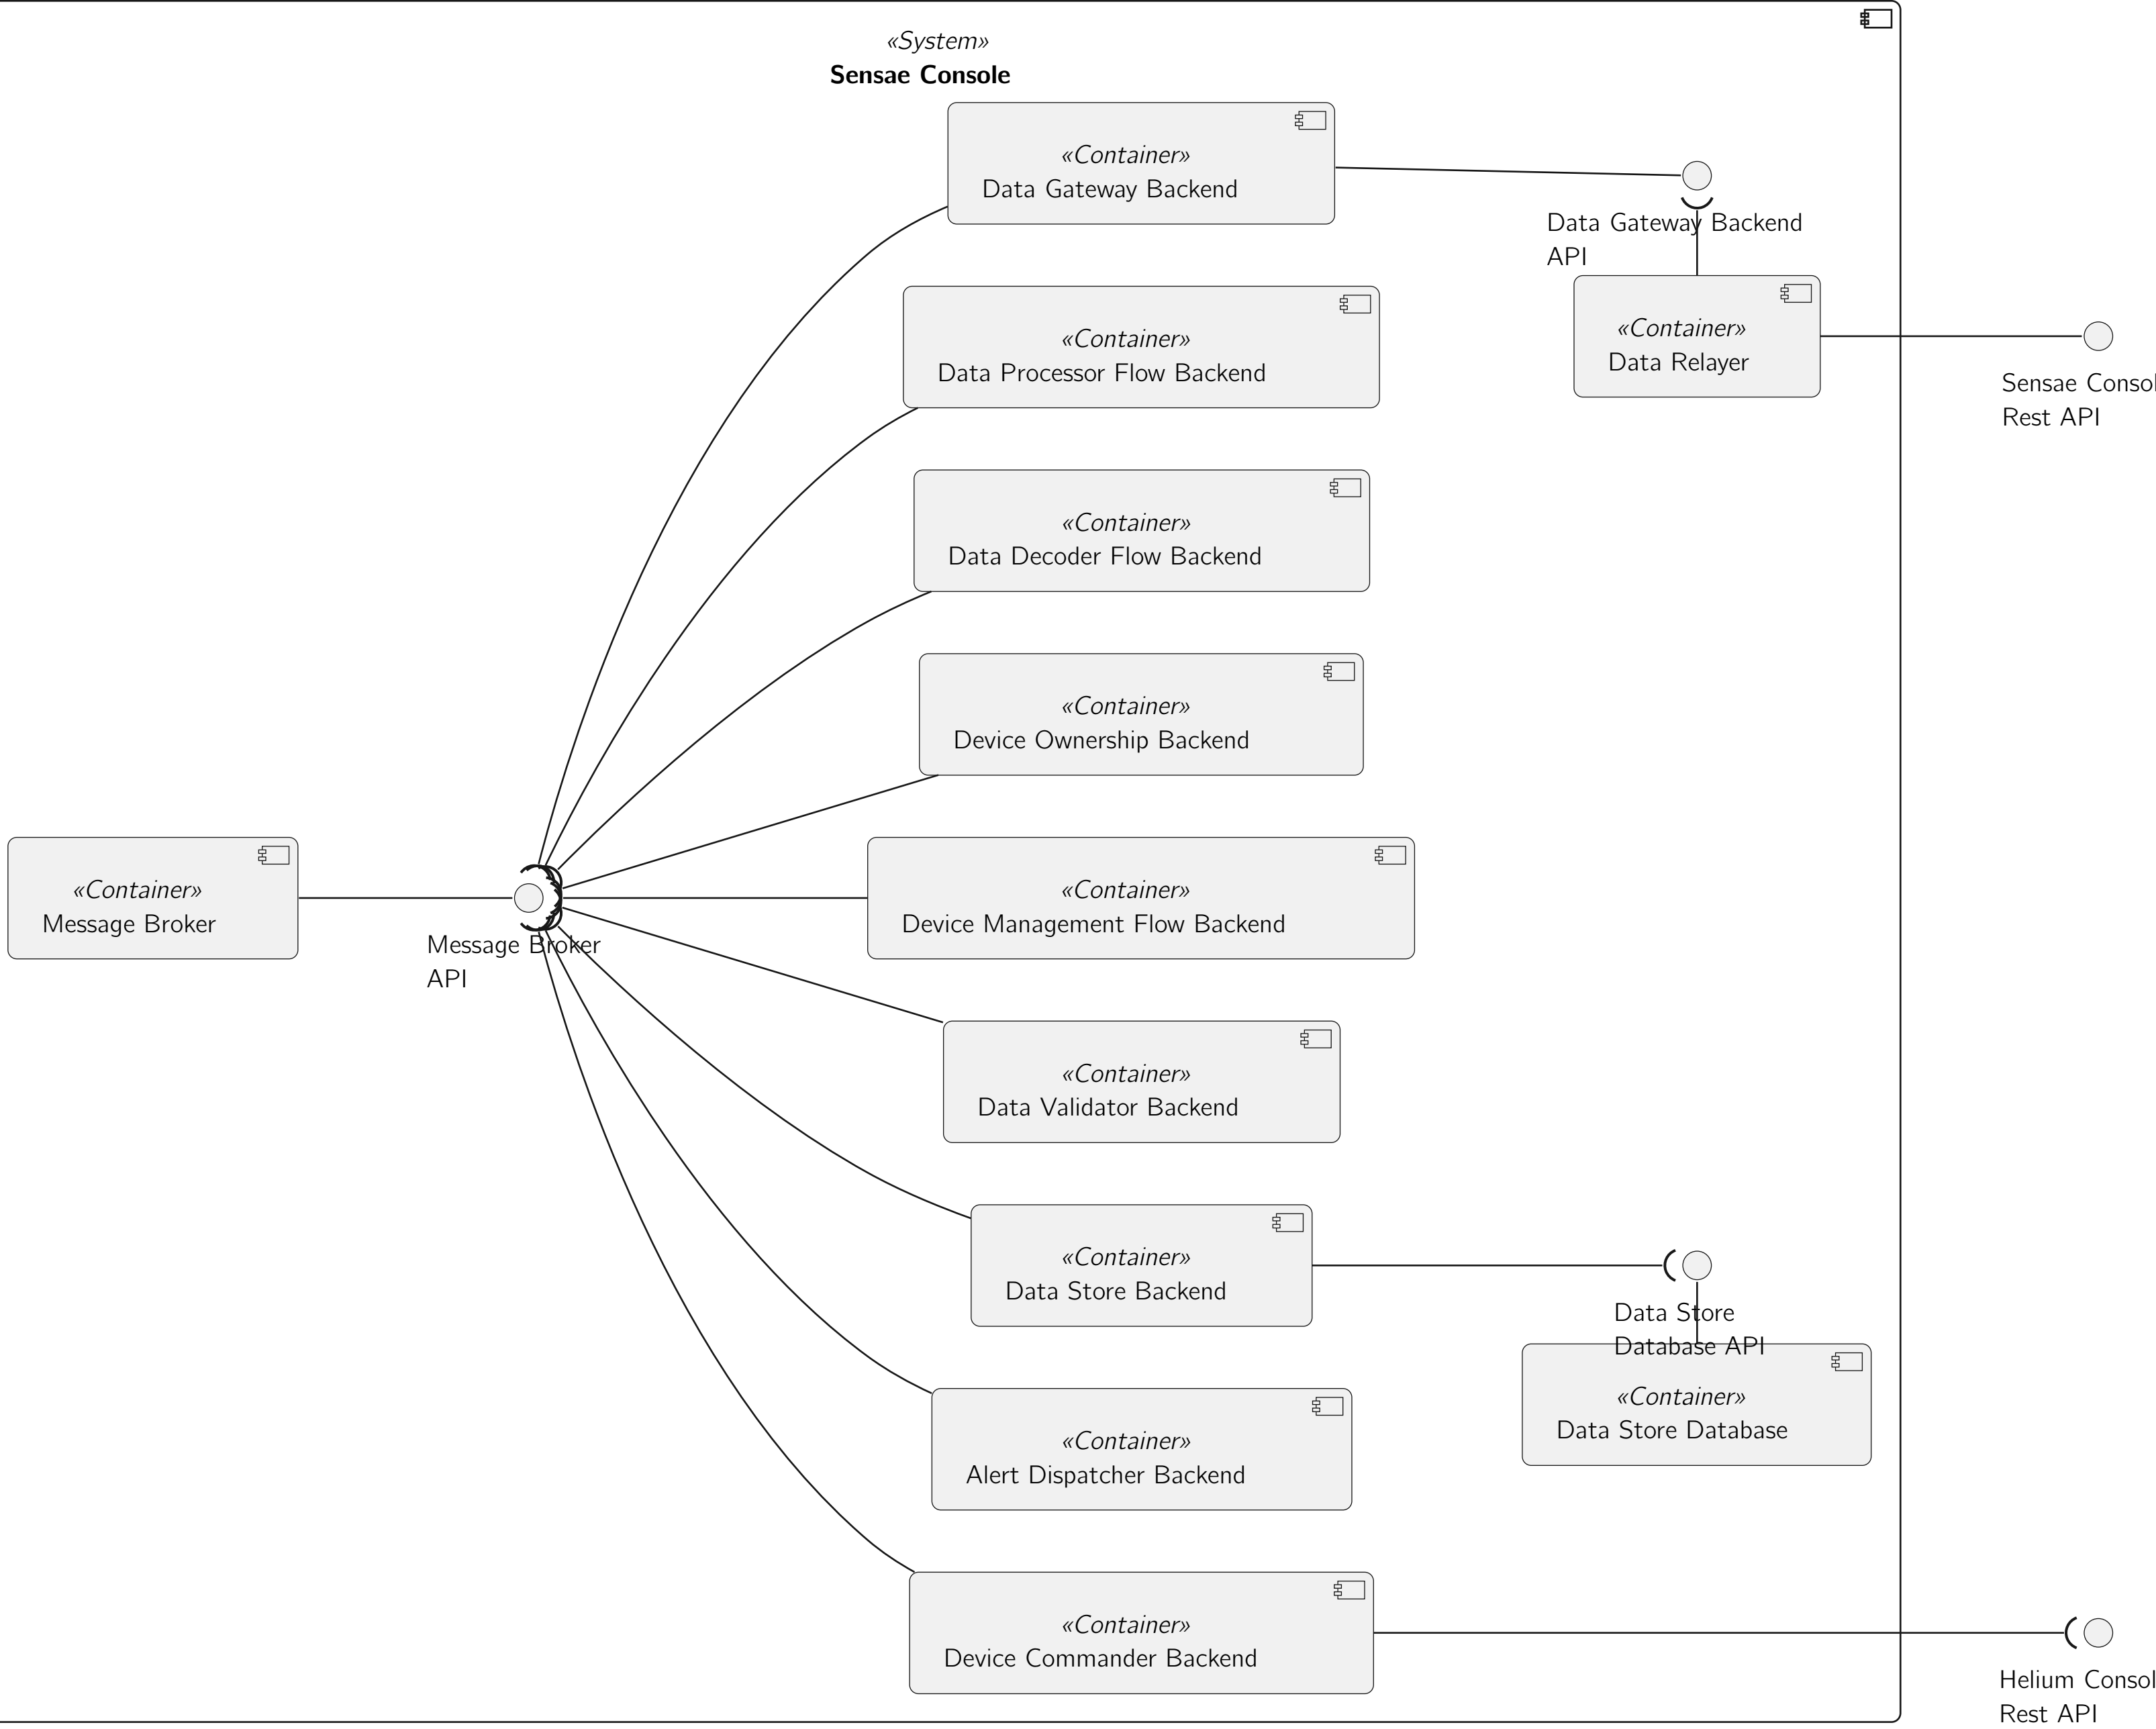 «System»
Sensae Console
«Container»
Data Gateway Backend
Data Gateway Backend
API
«Container»
Data Processor Flow Backend
«Container»
Data Relayer
Sensae Consol
Rest API
«Container»
Data Decoder Flow Backend
«Container»
Device Ownership Backend
«Container»
Message Broker
Message Broker
API
«Container»
Device Management Flow Backend
«Container»
Data Validator Backend
«Container»
Data Store Backend
Data Store
Database API
«Container»
Data Store Database
«Container»
Alert Dispatcher Backend
«Container»
Device Commander Backend
Helium Consol
Rest API